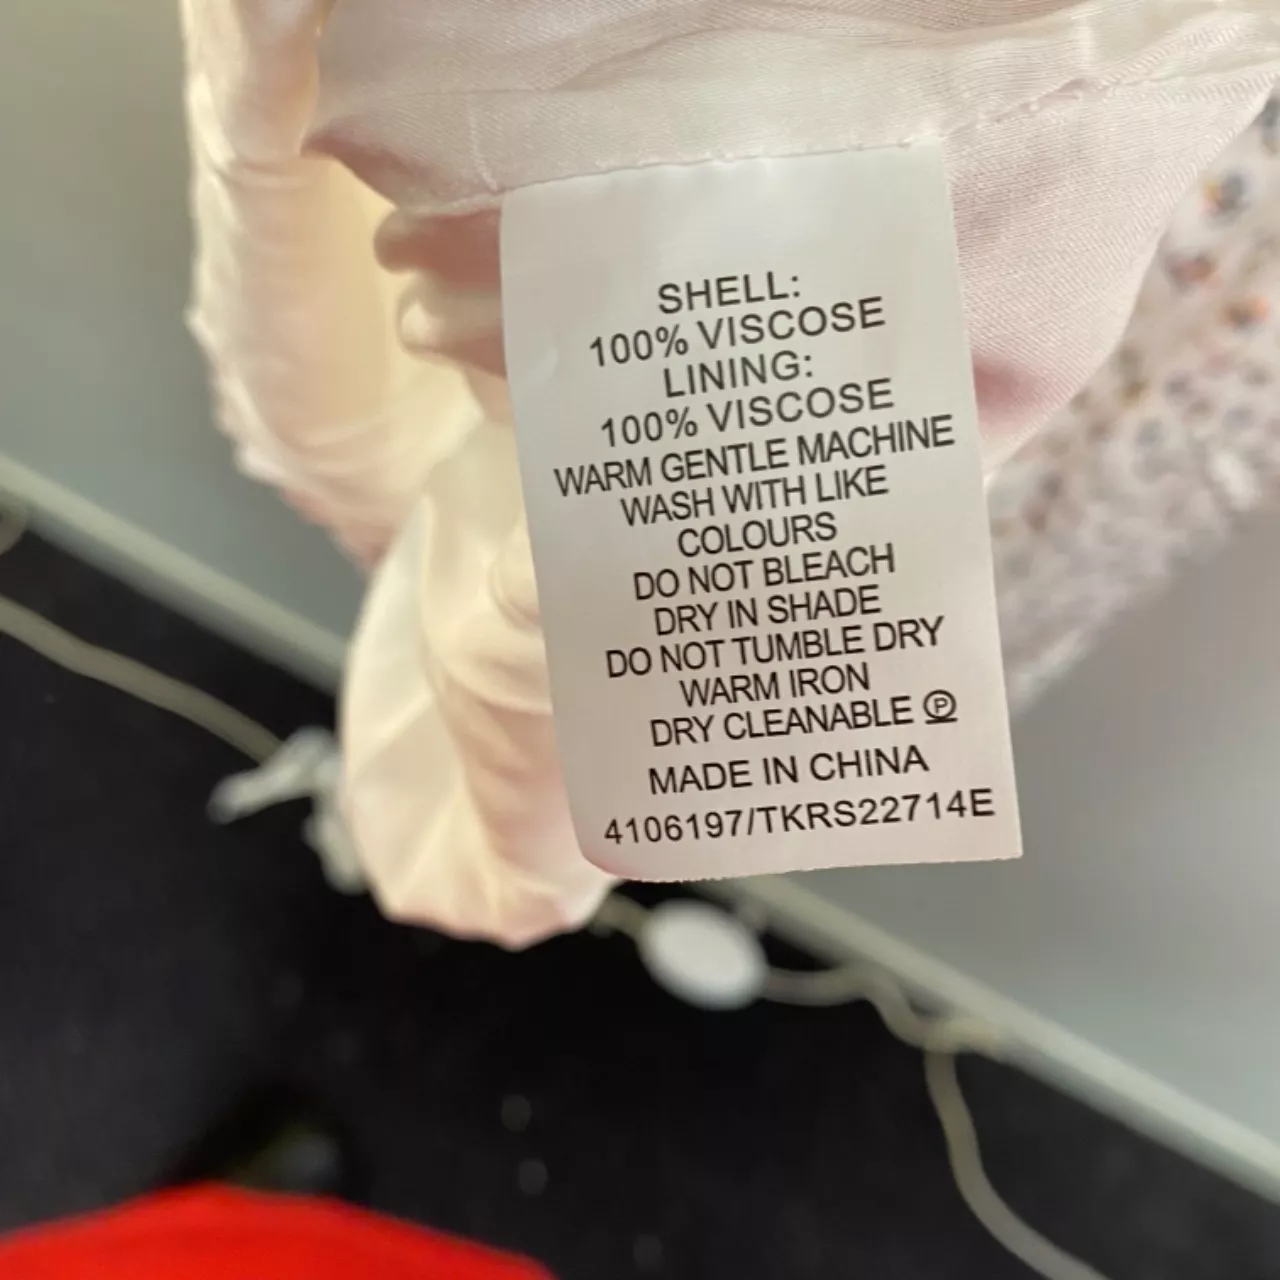 SHELL:
100% VISCOSE
LINING:
100% VISCOSE
WARM GENTLE MACHINE
WASH WITH LIKE
COLOURS
DO NOT BLEACH
DRY IN SHADE
DO NOT TUMBLE DRY
WARM IRON
DRY CLEANABLE Ⓟ
MADE IN CHINA
4106197/TKRS22714E